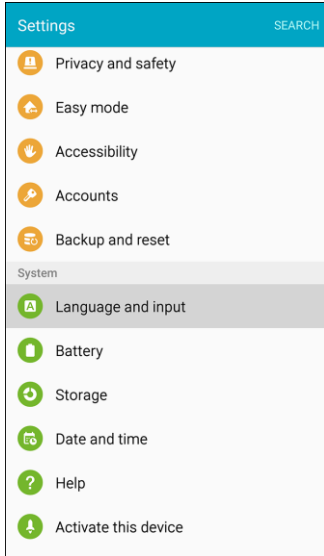 Settings SEARCH
Privacy and safety
Easy mode
Accessibility
Accounts
Backup and reset
System
A Language and input
Battery
Storage
Date and time
? Help
Activate this device